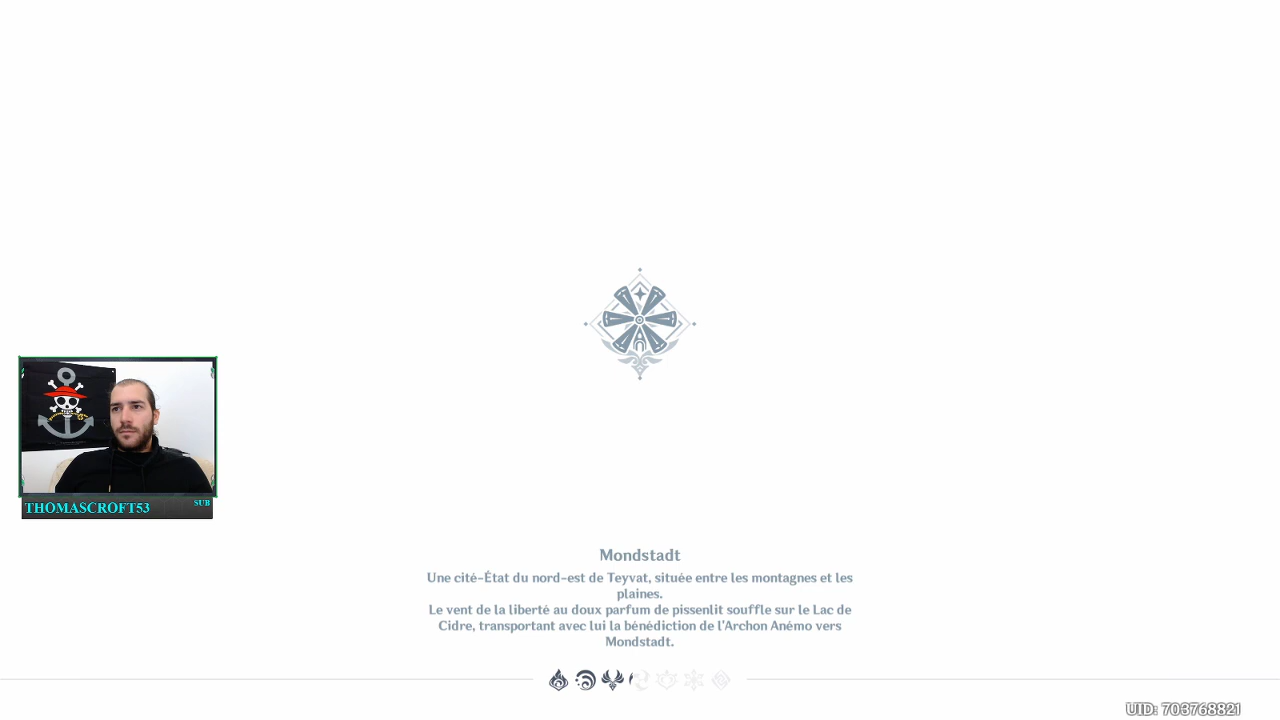 THOMASCROFT53
SUB
Mondstadt
Une cité-État du nord-est de Teyvat, située entre les montagnes et les
plaines.
Le vent de la liberté au doux parfum de pissenlit souffle sur le Lac de
Cidre, transportant avec lui la bénédiction de l'Archon Anémo vers
Mondstadt.
UID: 703768821